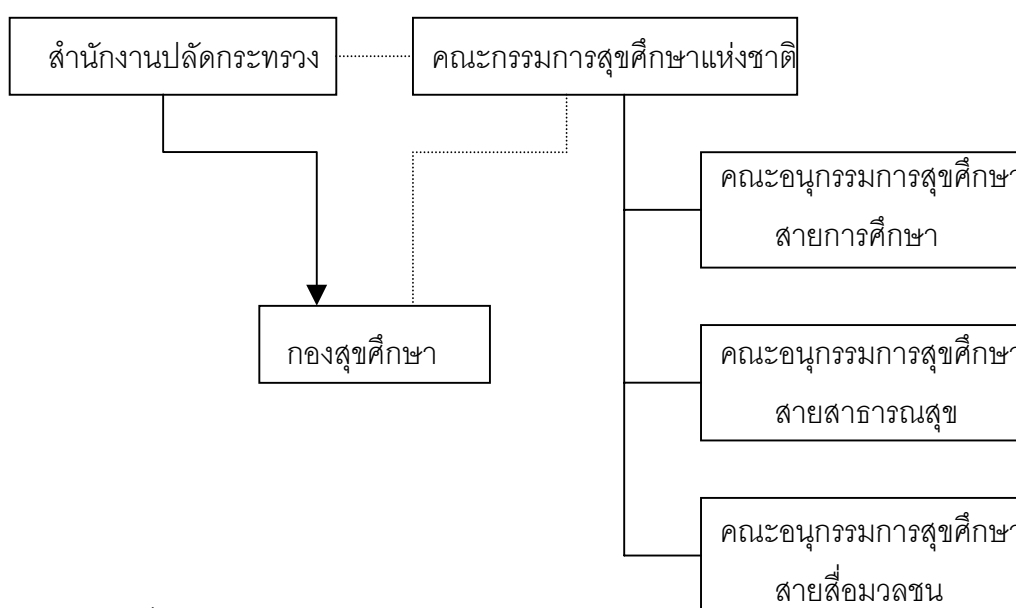 สำนักงานปลัดกระทรวง
คณะกรรมการสุขศึกษาแห่งชาติ
คณะอนุกรรมการสุขศึกษา
สายการศึกษา
กองสุขศึกษา
คณะอนุกรรมการสุขศึกษา
สายสาธารณสุข
คณะอนุกรรมการสุขศึกษา
สายสื่อมวลชน